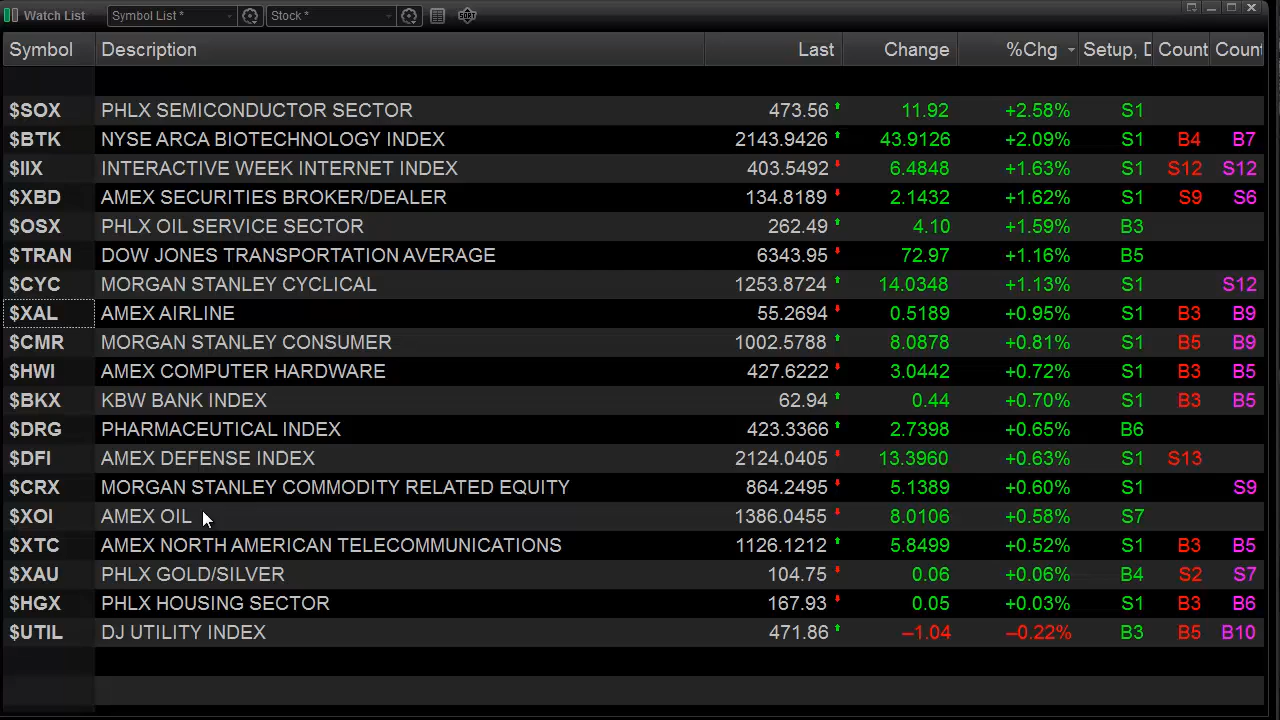 Watch List Symbol List * Stock *
Symbol Description Last Change %Chg Setup, D Count Count
$SOX PHLX SEMICONDUCTOR SECTOR 473.56 11.92 +2.58% S1
$BTK NYSE ARCA BIOTECHNOLOGY INDEX 2143.9426 43.9126 +2.09% S1 B4 B7
$IIX INTERACTIVE WEEK INTERNET INDEX 403.5492 6.4848 +1.63% S1 S12 S12
$XBD AMEX SECURITIES BROKER/DEALER 134.8189 2.1432 +1.62% S1 S9 S6
$OSX PHLX OIL SERVICE SECTOR 262.49 4.10 +1.59% B3
$TRAN DOW JONES TRANSPORTATION AVERAGE 6343.95 72.97 +1.16% B5
$CYC MORGAN STANLEY CYCLICAL 1253.8724 14.0348 +1.13% S1 S12
$XAL AMEX AIRLINE 55.2694 0.5189 +0.95% S1 B3 B9
$CMR MORGAN STANLEY CONSUMER 1002.5788 8.0878 +0.81% S1 B5 B9
$HWI AMEX COMPUTER HARDWARE 427.6222 3.0442 +0.72% S1 B3 B5
$BKX KBW BANK INDEX 62.94 0.44 +0.70% S1 B3 B5
$DRG PHARMACEUTICAL INDEX 423.3366 2.7398 +0.65% B6
$DFI AMEX DEFENSE INDEX 2124.0405 13.3960 +0.63% S1 S13
$CRX MORGAN STANLEY COMMODITY RELATED EQUITY 864.2495 5.1389 +0.60% S1 S9
$XOI AMEX OIL 1386.0455 8.0106 +0.58% S7
$XTC AMEX NORTH AMERICAN TELECOMMUNICATIONS 1126.1212 5.8499 +0.52% S1 B3 B5
$XAU PHLX GOLD/SILVER 104.75 0.06 +0.06% B4 S2 S7
$HGX PHLX HOUSING SECTOR 167.93 0.05 +0.03% S1 B3 B6
$UTIL DJ UTILITY INDEX 471.86 –1.04 –0.22% B3 B5 B10